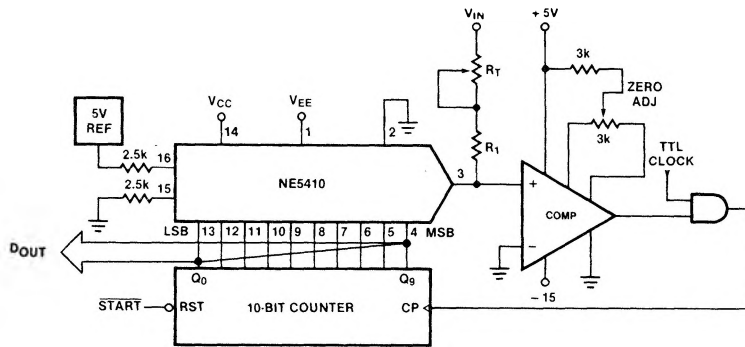 VIN
+ 5V
3k
RT
ZERO
ADJ
5V
REF
VCC
VEE
14
1
2
R1
3k
TTL
CLOCK
2.5k
16
NE5410
3
+
2.5k
15
COMP
LSB 13 12 11 10 9 8 7 6 5 4 MSB
−
DOUT
Q0
Q9
− 15
START
RST
10-BIT COUNTER
CP